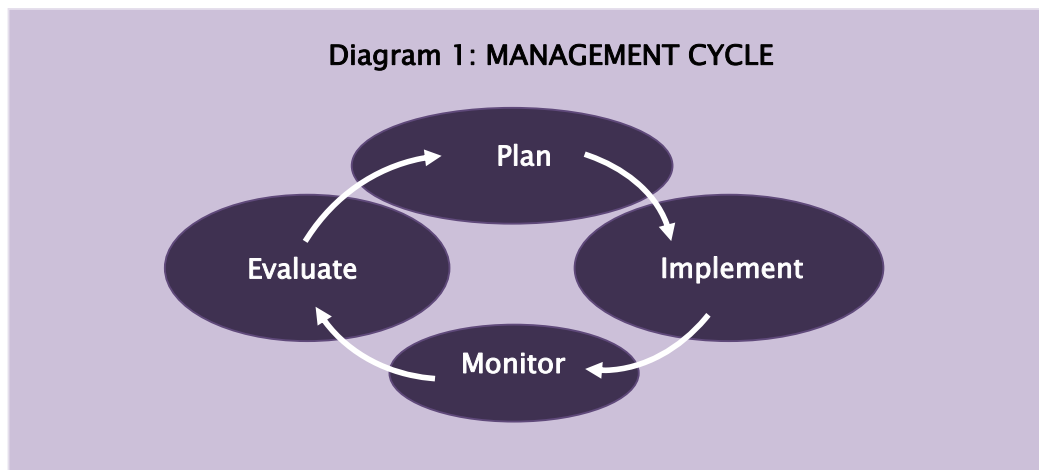 Diagram 1: MANAGEMENT CYCLE
Plan
Evaluate
Implement
Monitor